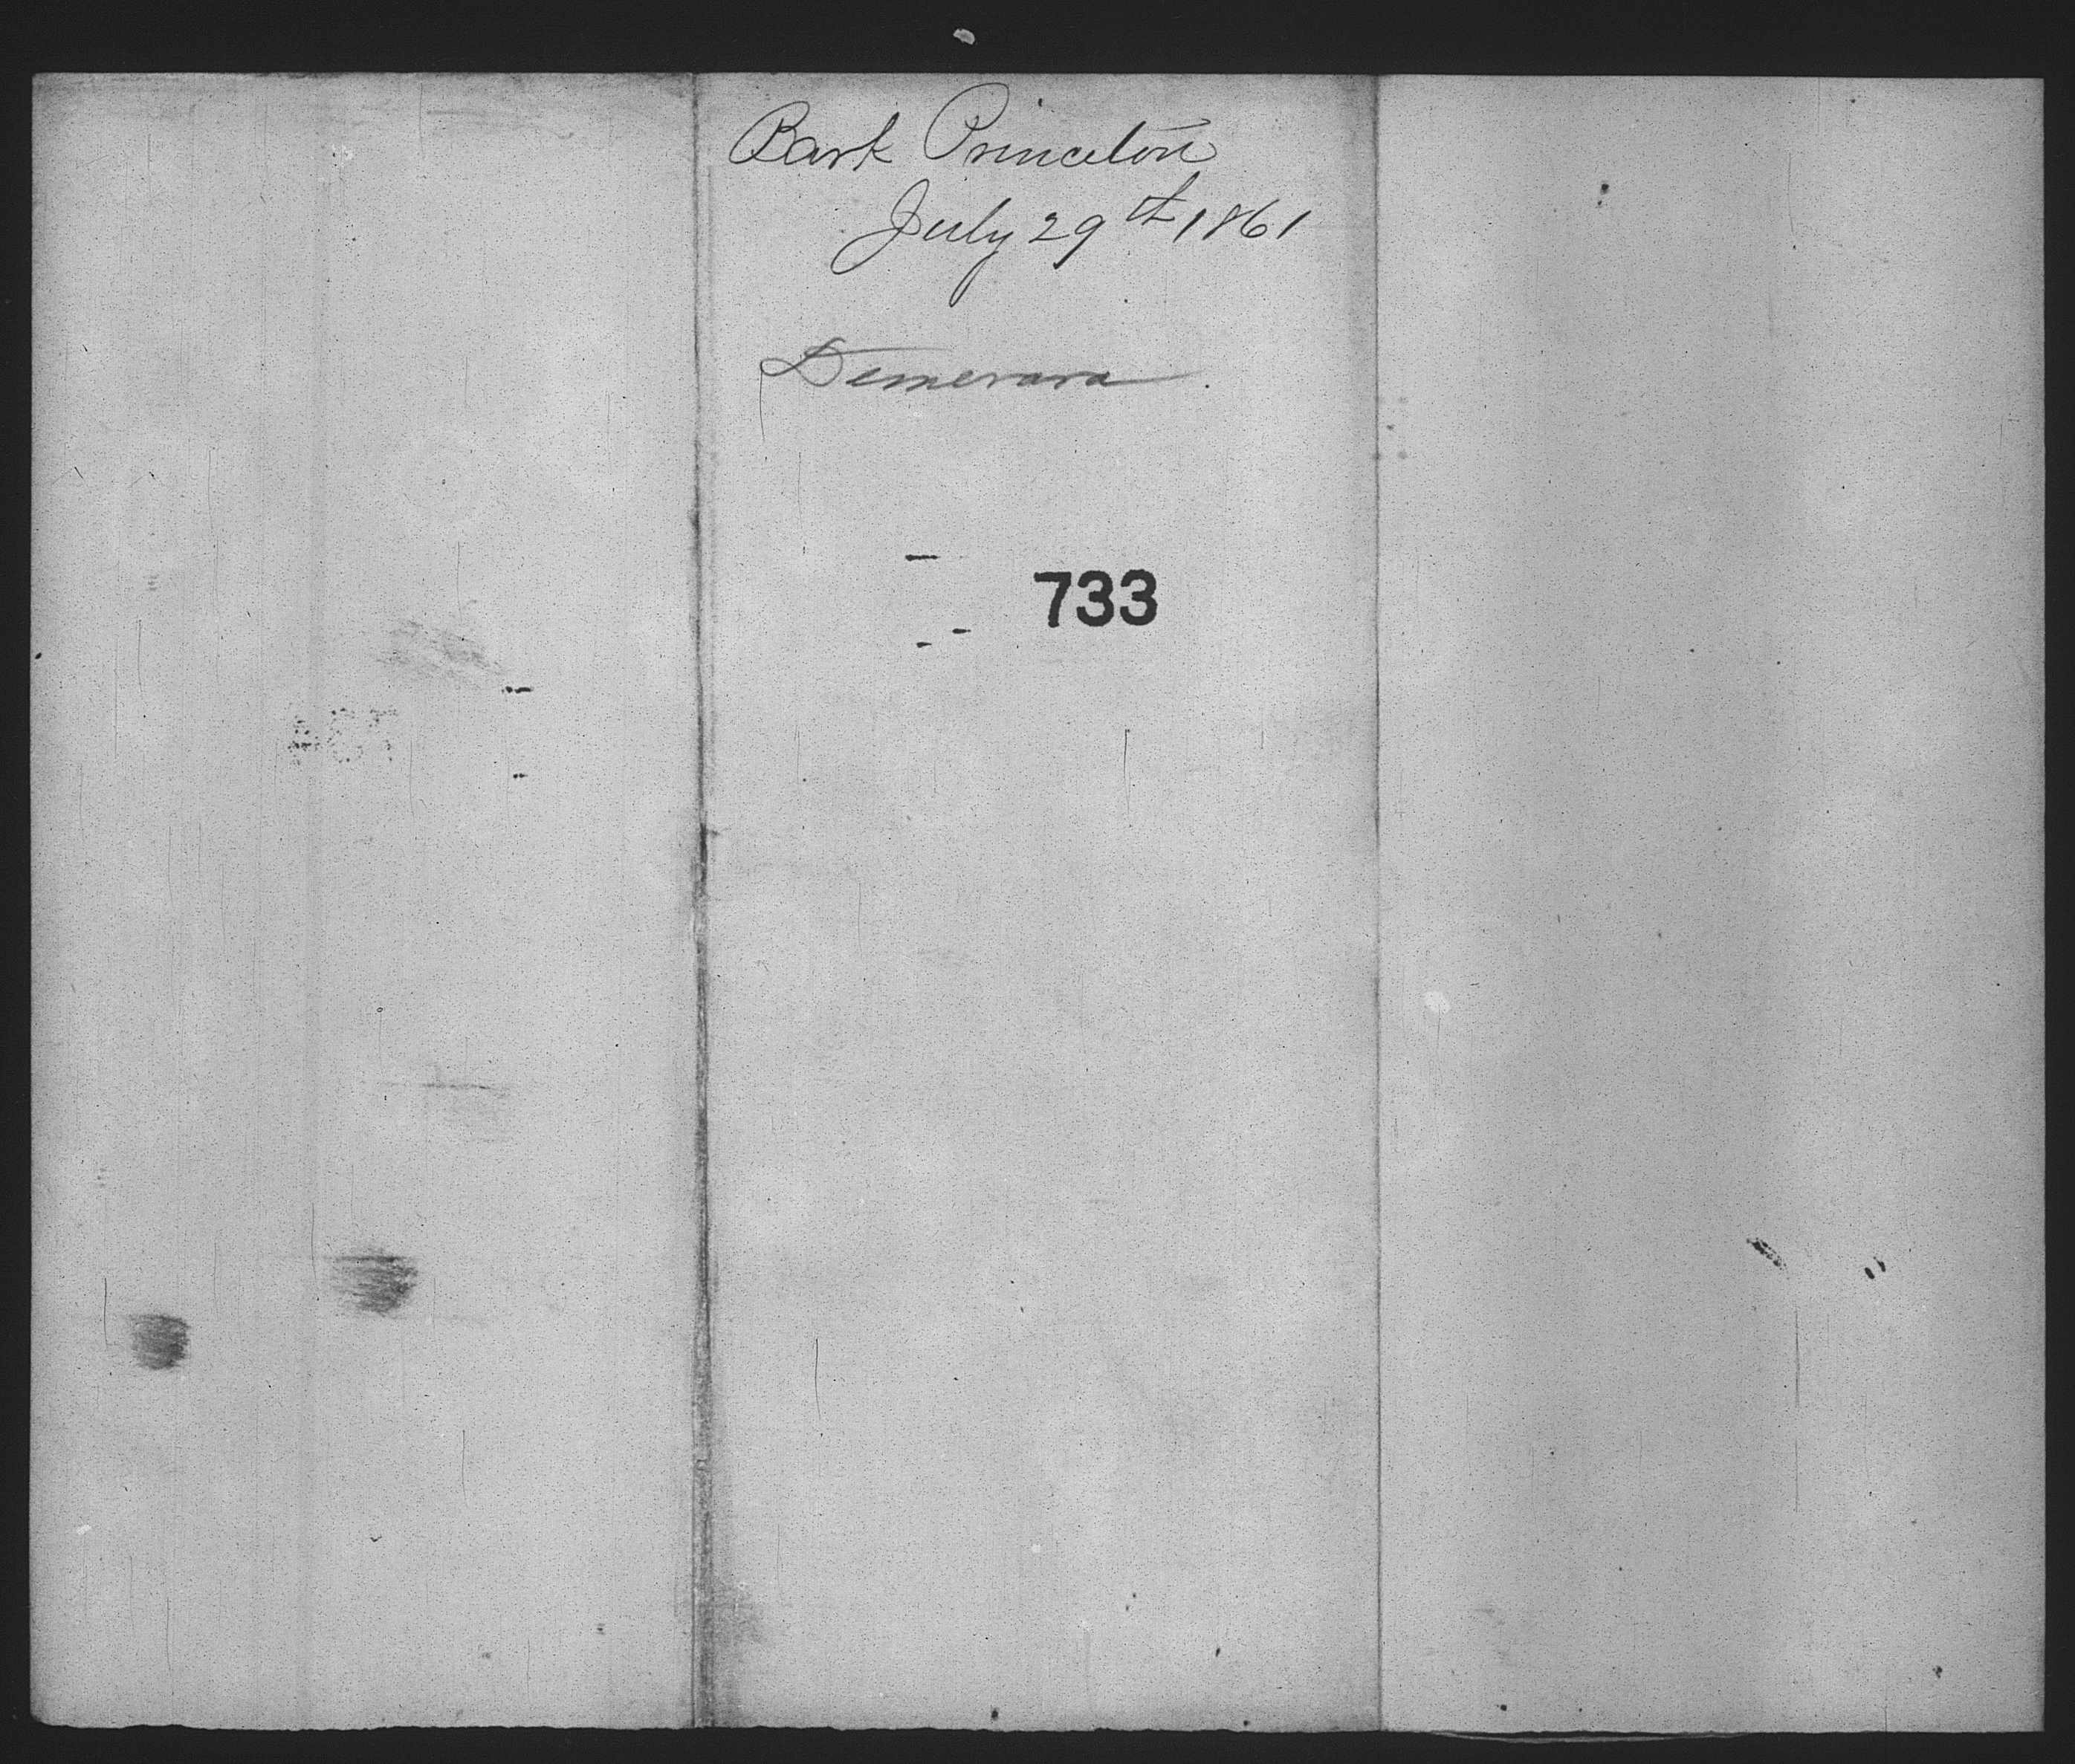 Bark Princeton
July 29th 1861
Demerara
733